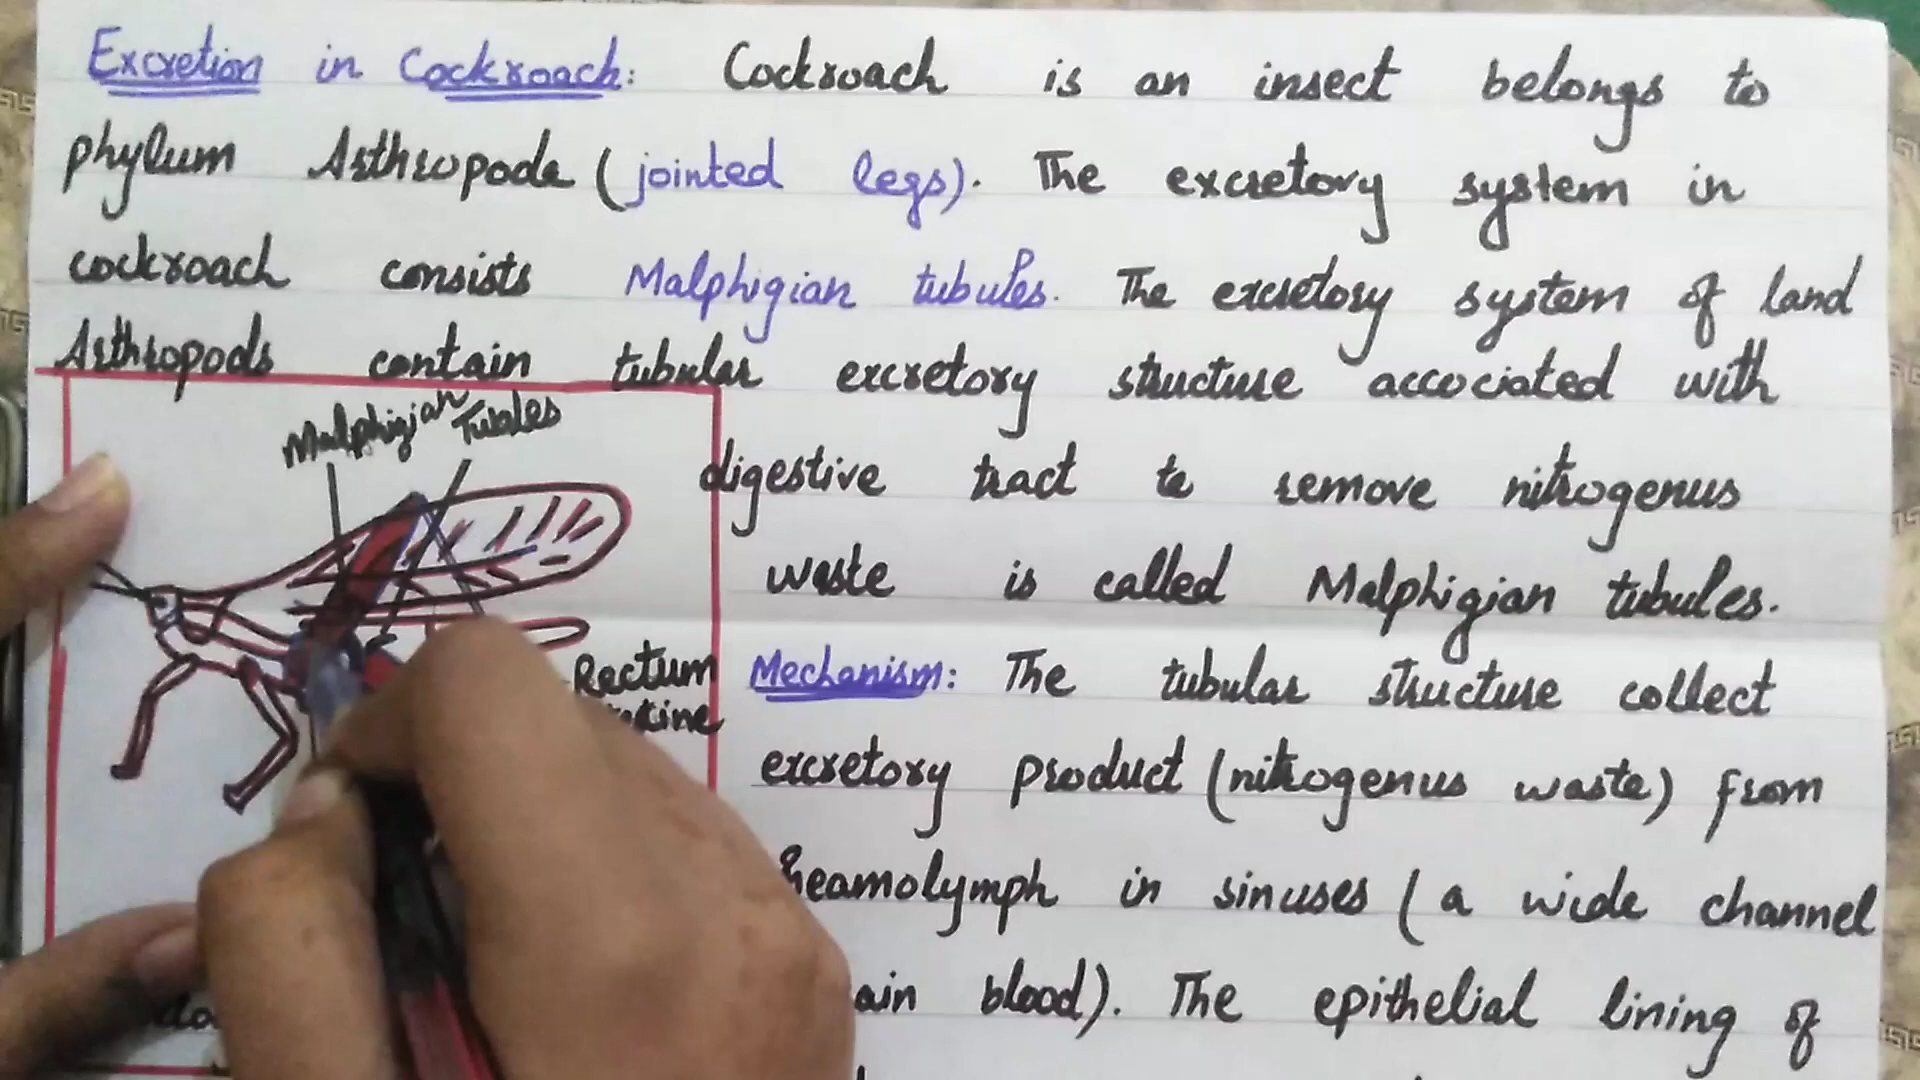 Excretion in Cockroach: Cockroach is an insect belongs to
phylum Arthropoda (jointed legs). The excretory system in
cockroach consists Malphigian tubules. The excretory system of land
Arthropods contain tubular excretory structure accociated with
Malphigian Tubles
digestive tract to remove nitrogenus
waste is called Malphigian tubules.
Rectum
Mechanism: The tubular structure collect
excretory product (nitrogenus waste) from
heamolymph in sinuses (a wide channel
blood). The epithelial lining of